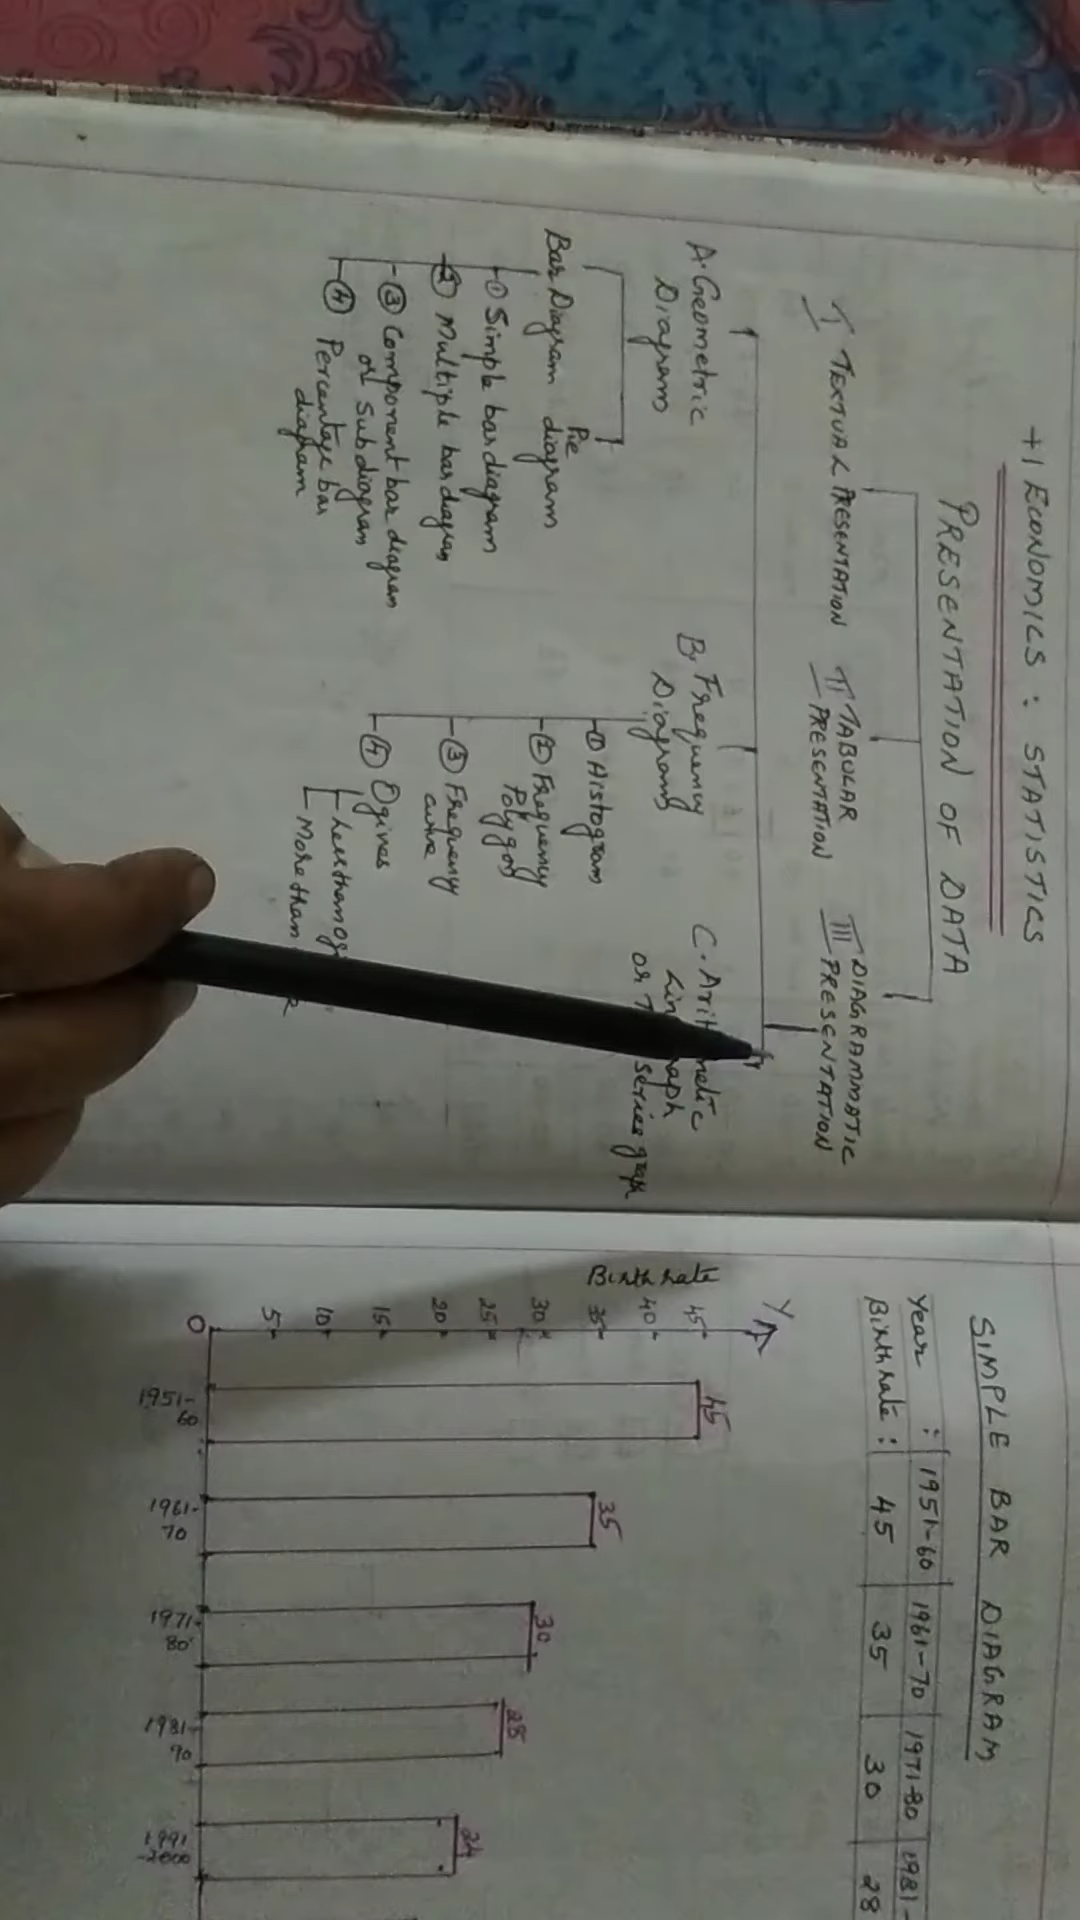 +1 ECONOMICS : STATISTICS
PRESENTATION OF DATA
I TEXTUAL PRESENTATION
II TABULAR
PRESENTATION
III DIAGRAMMATIC
PRESENTATION
A. Geometric
Diagram
Bar Diagram
Pie
diagram
① Simple bar diagram
② Multiple bar diagram
③ Component bar diagram
or Sub diagram
④ Percentage bar
diagram
B. Frequency
Diagrams
① Histogram
② Frequency
Polygon
③ Frequency
curve
④ Ogives
Less than
More than
C.
or
series graph
SIMPLE BAR DIAGRAM
Year : 1951-60 1961-70 1971-80 1981-
Birth rate : 45 35 30 28
Y
Birth rate
45
40
35
30
25
20
15
10
5
0
45
35
30
28
24
1951-
60
1961-
70
1971-
80
1981-
90
1991
-2000